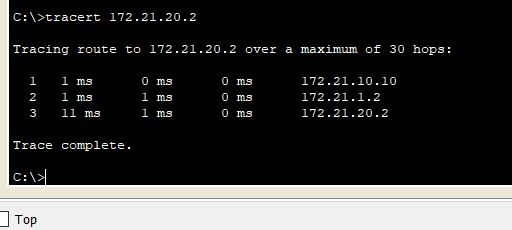 C:\>tracert 172.21.20.2
Tracing route to 172.21.20.2 over a maximum of 30 hops:
1 1 ms 0 ms 0 ms 172.21.10.10
2 1 ms 1 ms 0 ms 172.21.1.2
3 11 ms 1 ms 0 ms 172.21.20.2
Trace complete.
C:\>
Top